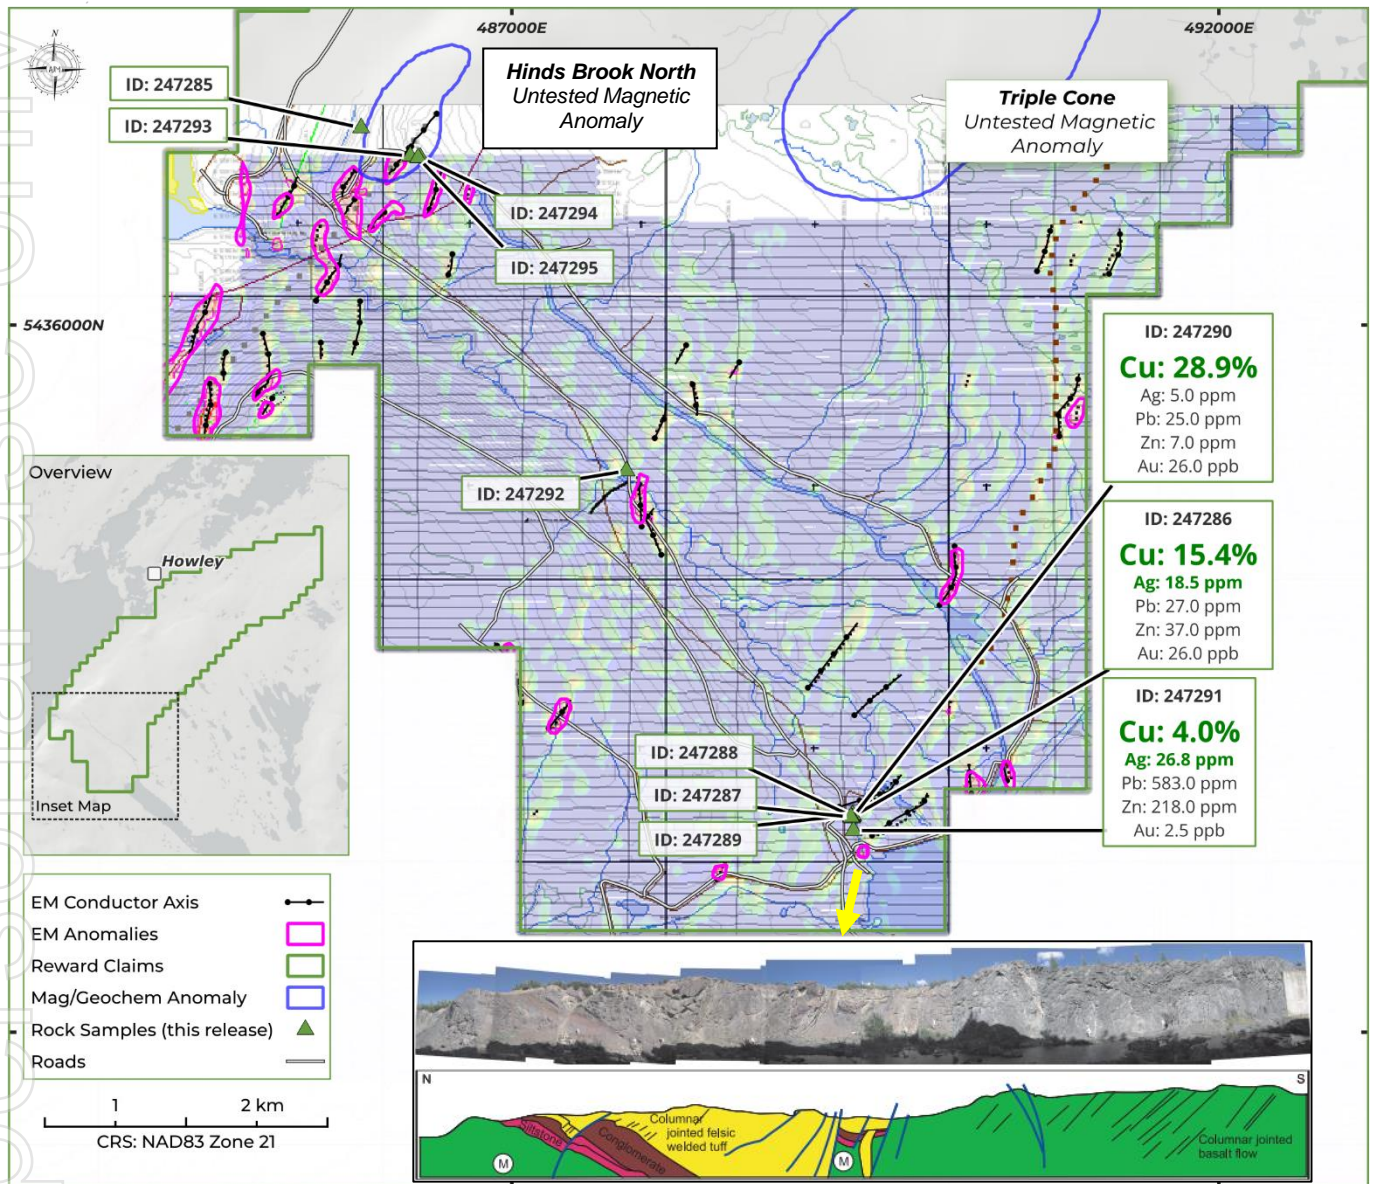 487000E
492000E
N
ID: 247285
ID: 247293
Hinds Brook North
Untested Magnetic
Anomaly
Triple Cone
Untested Magnetic
Anomaly
ID: 247294
ID: 247295
5436000N
ID: 247290
Cu: 28.9%
Ag: 5.0 ppm
Pb: 25.0 ppm
Zn: 7.0 ppm
Au: 26.0 ppb
ID: 247292
ID: 247286
Cu: 15.4%
Ag: 18.5 ppm
Pb: 27.0 ppm
Zn: 37.0 ppm
Au: 26.0 ppb
ID: 247291
Cu: 4.0%
Ag: 26.8 ppm
Pb: 583.0 ppm
Zn: 218.0 ppm
Au: 2.5 ppb
ID: 247288
ID: 247287
ID: 247289
Overview
Howley
Inset Map
EM Conductor Axis
EM Anomalies
Reward Claims
Mag/Geochem Anomaly
Rock Samples (this release)
Roads
1 2 km
CRS: NAD83 Zone 21
N
S
Siltstone
Conglomerate
Columnar
jointed felsic
welded tuff
Columnar jointed
basalt flow
M
M